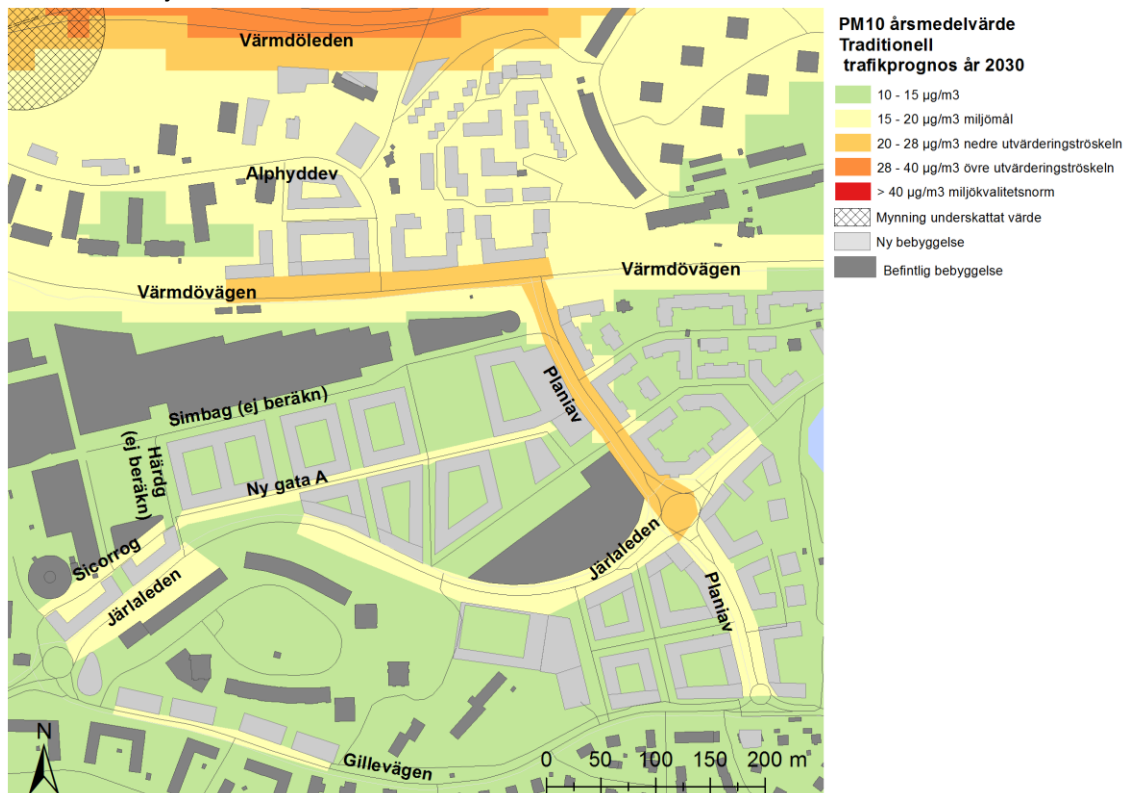 PM10 årsmedelvärde
Traditionell
trafikprognos år 2030
10 - 15 µg/m3
15 - 20 µg/m3 miljömål
20 - 28 µg/m3 nedre utvärderingströskeln
28 - 40 µg/m3 övre utvärderingströskeln
> 40 µg/m3 miljökvalitetsnorm
Mynning underskattat värde
Ny bebyggelse
Befintlig bebyggelse
Värmdöleden
Alphyddev
Värmdövägen
Värmdövägen
Planiav
Simbag (ej beräkn)
Härdg
(ej beräkn)
Ny gata A
Sicorrog
Järlaleden
Järlaleden
Planiav
Gillevägen
N
0 50 100 150 200 m